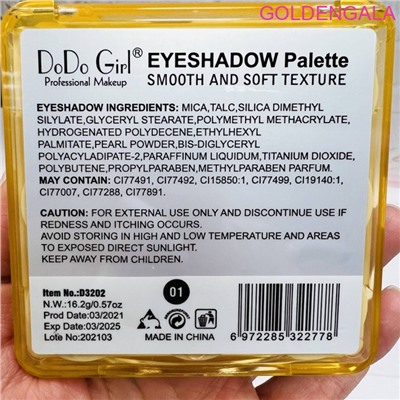 GOLDENGALA
DoDo Girl® EYESHADOW Palette
Professional Makeup SMOOTH AND SOFT TEXTURE
EYESHADOW INGREDIENTS: MICA,TALC,SILICA DIMETHYL
SILYLATE,GLYCERYL STEARATE,POLYMETHYL METHACRYLATE,
HYDROGENATED POLYDECENE,ETHYLHEXYL
PALMITATE,PEARL POWDER,BIS-DIGLYCERYL
POLYACYLADIPATE-2,PARAFFINUM LIQUIDUM,TITANIUM DIOXIDE,
POLYBUTENE,PROPYLPARABEN,METHYLPARABEN PARFUM.
MAY CONTAIN: CI77491, CI77492, CI15850:1, CI77499, CI19140:1,
CI77007, CI77288, CI77891.
CAUTION: FOR EXTERNAL USE ONLY AND DISCONTINUE USE IF
REDNESS AND ITCHING OCCURS.
AVOID STORING IN HIGH AND LOW TEMPERATURE AND AREAS
TO EXPOSED DIRECT SUNLIGHT.
KEEP AWAY FROM CHILDREN.
Item No.:D3202
01
N.W.:16.2g/0.57oz
Prod Date:03/2021
Exp Date:03/2025
Lote No:202103
MADE IN CHINA
6 972285 322778